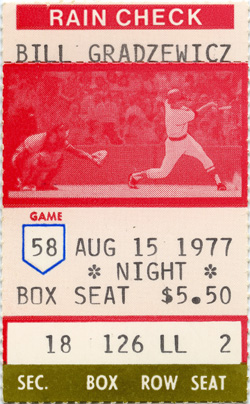 RAIN CHECK
BILL GRADZEWICZ
GAME
58 AUG 15 1977
* NIGHT *
BOX SEAT $5.50
18 126 LL 2
SEC. BOX ROW SEAT